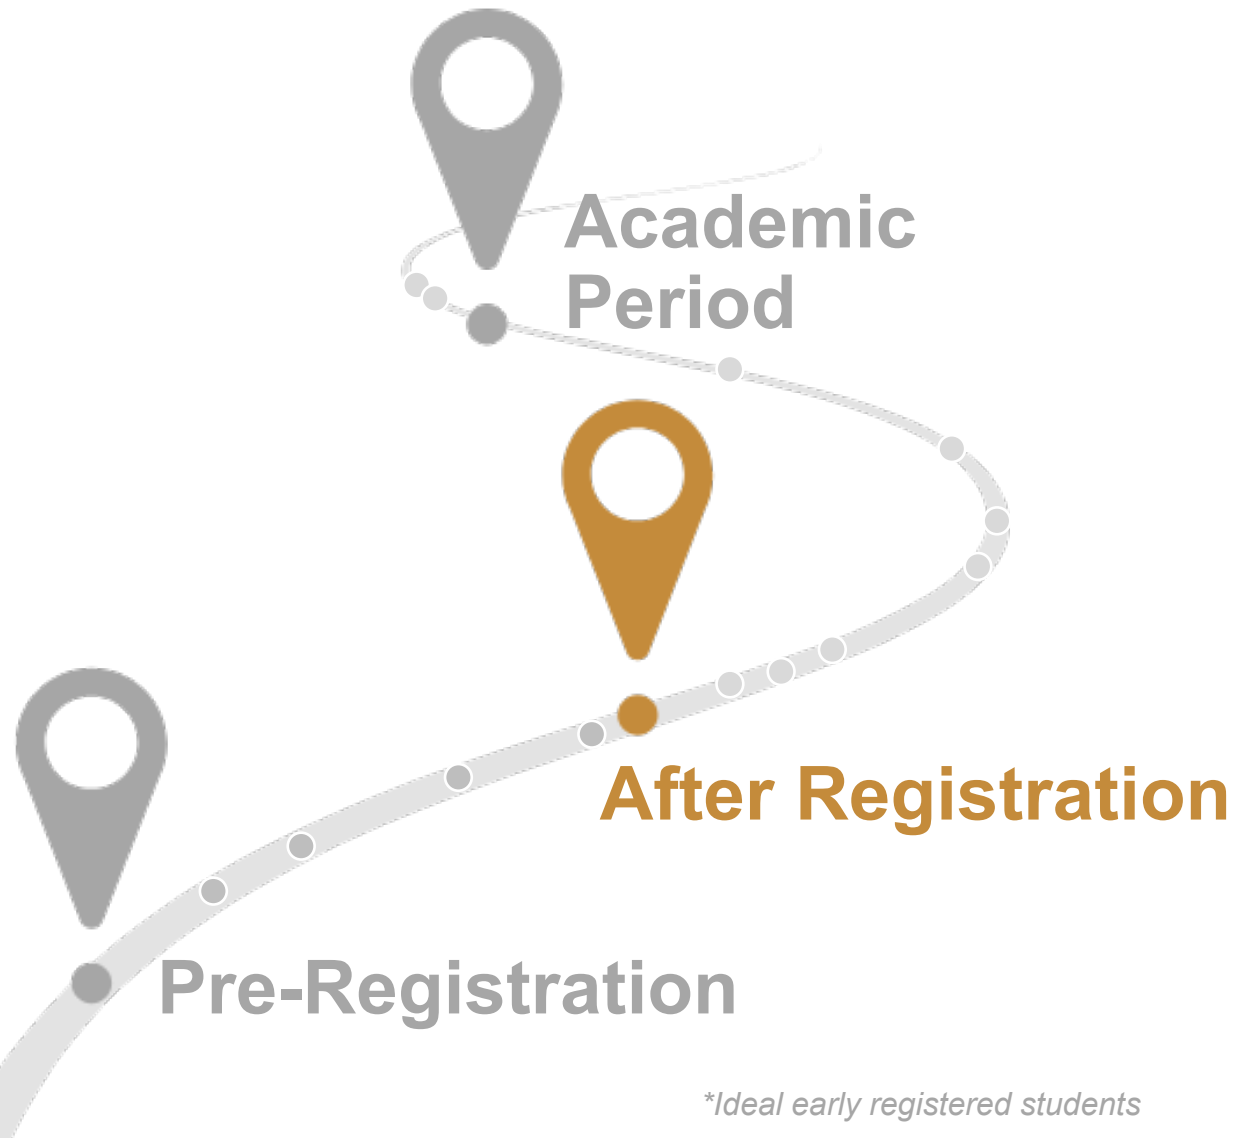 Academic
Period
After Registration
Pre-Registration
*Ideal early registered students